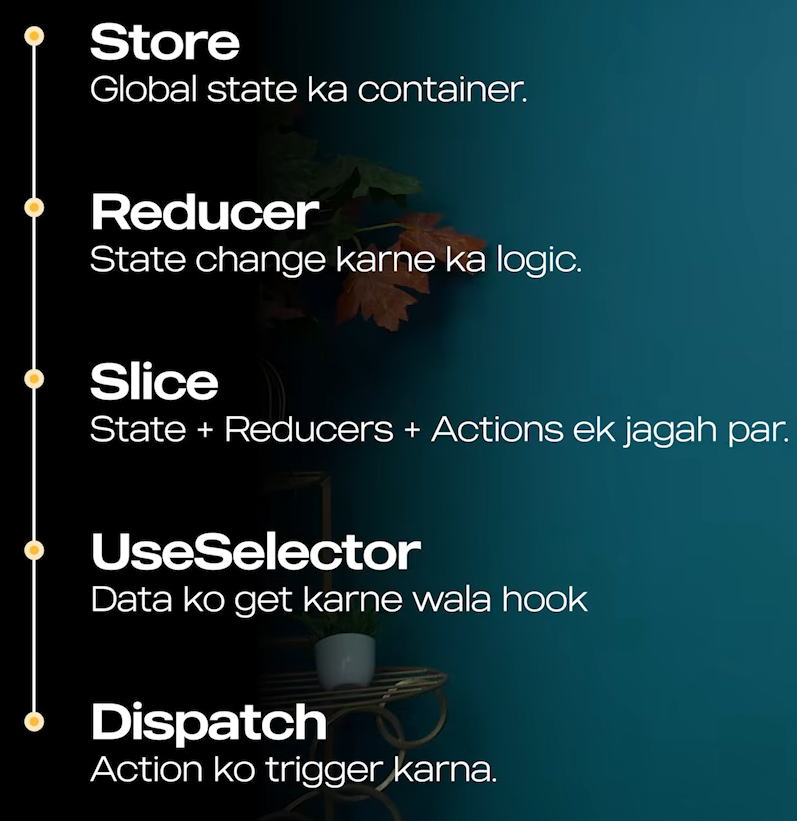 Store
Global state ka container.
Reducer
State change karne ka logic.
Slice
State + Reducers + Actions ek jagah par.
UseSelector
Data ko get karne wala hook
Dispatch
Action ko trigger karna.